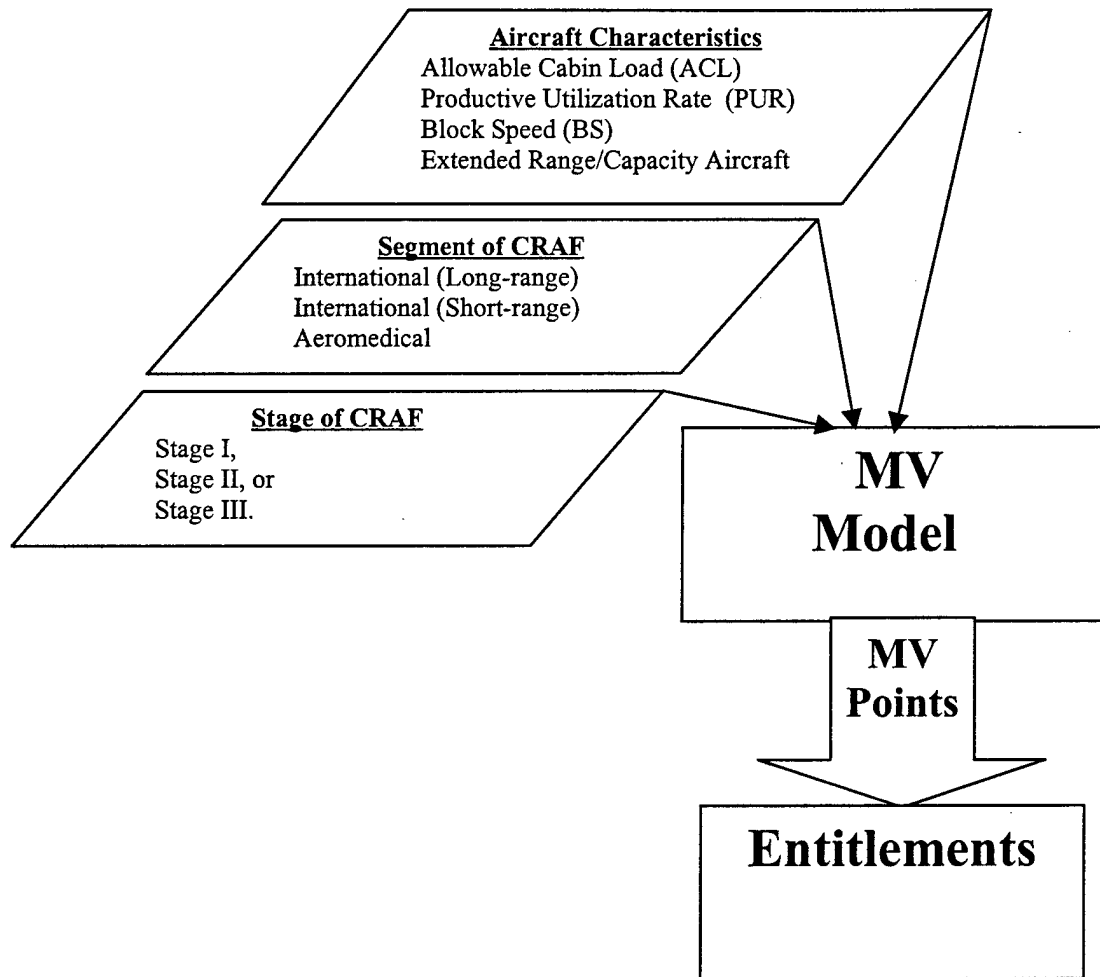 Aircraft Characteristics
Allowable Cabin Load (ACL)
Productive Utilization Rate (PUR)
Block Speed (BS)
Extended Range/Capacity Aircraft
Segment of CRAF
International (Long-range)
International (Short-range)
Aeromedical
Stage of CRAF
Stage I,
Stage II, or
Stage III.
MV
Model
MV
Points
Entitlements